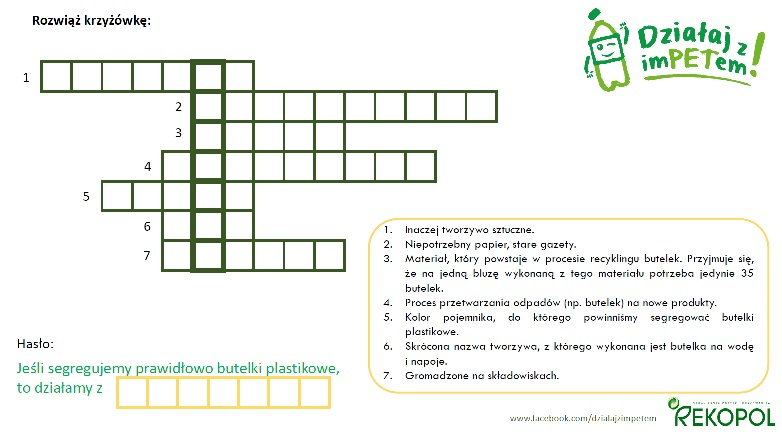 Rozwiąż krzyżówkę:
Działaj z
imPETem!
1
2
3
4
5
6
7
1. Inaczej tworzywo sztuczne.
2. Niepotrzebny papier, stare gazety.
3. Materiał, który powstaje w procesie recyklingu butelek. Przyjmuje się,
że na jedną bluzę wykonaną z tego materiału potrzeba jedynie 35
butelek.
4. Proces przetwarzania odpadów (np. butelek) na nowe produkty.
5. Kolor pojemnika, do którego powinniśmy segregować butelki
plastikowe.
6. Skrócona nazwa tworzywa, z którego wykonana jest butelka na wodę
i napoje.
7. Gromadzone na składowiskach.
Hasło:
Jeśli segregujemy prawidłowo butelki plastikowe,
to działamy z
www.facebook.com/dzialajzimpetem
REKOPOL